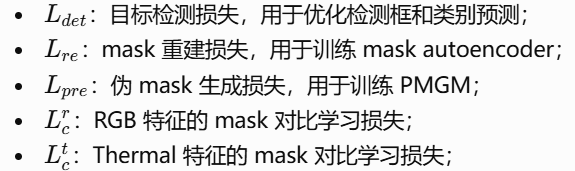 • L_det：目标检测损失，用于优化检测框和类别预测；
• L_re：mask 重建损失，用于训练 mask autoencoder；
• L_pre：伪 mask 生成损失，用于训练 PMGM；
• L_c^r：RGB 特征的 mask 对比学习损失；
• L_c^t：Thermal 特征的 mask 对比学习损失；